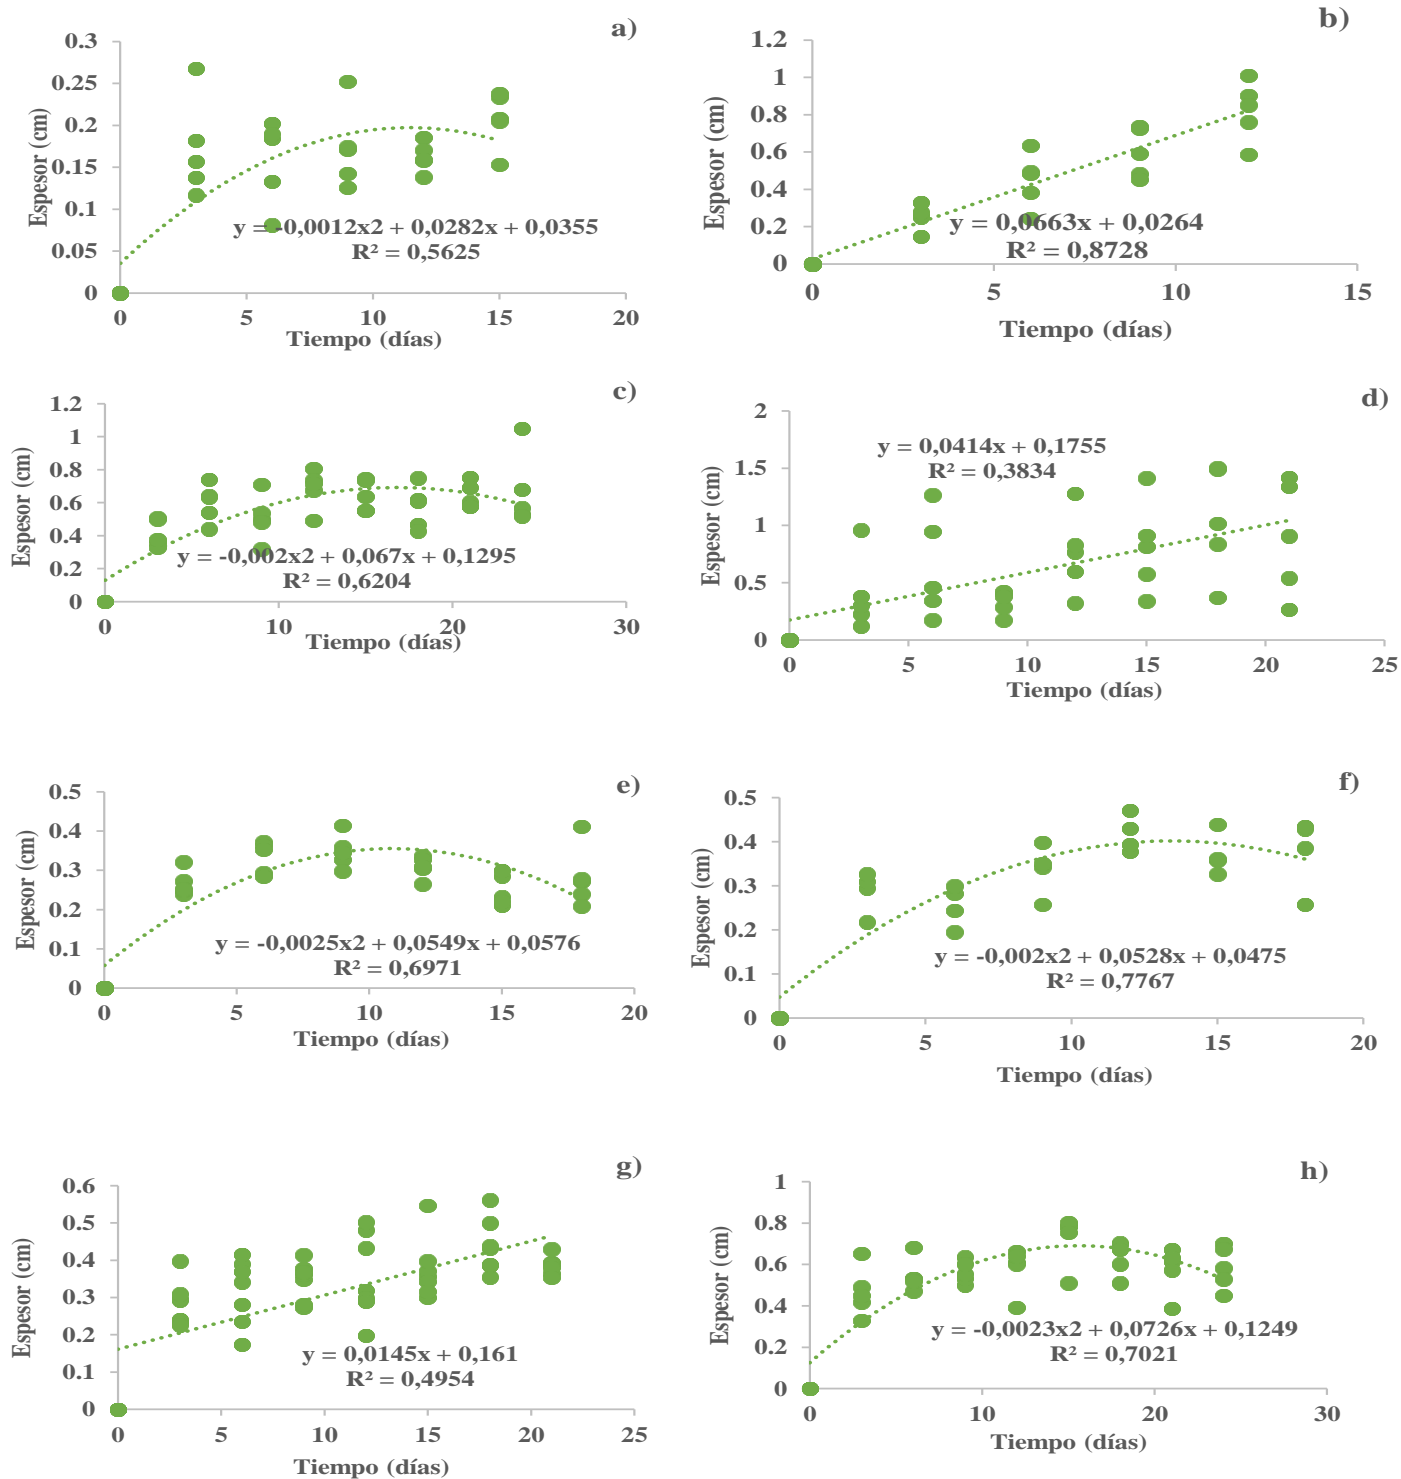 a)
0.3
0.25
0.2
0.15
0.1
0.05
0
Espesor (cm)
y = -0,0012x2 + 0,0282x + 0,0355
R² = 0,5625
0 5 10 15 20
Tiempo (días)
b)
1.2
1
0.8
0.6
0.4
0.2
0
Espesor (cm)
y = 0,0663x + 0,0264
R² = 0,8728
0 5 10 15
Tiempo (días)
c)
1.2
1
0.8
0.6
0.4
0.2
0
Espesor (cm)
y = -0,002x2 + 0,067x + 0,1295
R² = 0,6204
0 10 20 30
Tiempo (días)
d)
2
1.5
1
0.5
0
Espesor (cm)
y = 0,0414x + 0,1755
R² = 0,3834
0 5 10 15 20 25
Tiempo (días)
e)
0.5
0.4
0.3
0.2
0.1
0
Espesor (cm)
y = -0,0025x2 + 0,0549x + 0,0576
R² = 0,6971
0 5 10 15 20
Tiempo (días)
f)
0.5
0.4
0.3
0.2
0.1
0
Espesor (cm)
y = -0,002x2 + 0,0528x + 0,0475
R² = 0,7767
0 5 10 15 20
Tiempo (días)
g)
0.6
0.5
0.4
0.3
0.2
0.1
0
Espesor (cm)
y = 0,0145x + 0,161
R² = 0,4954
0 5 10 15 20 25
Tiempo (días)
h)
1
0.8
0.6
0.4
0.2
0
Espesor (cm)
y = -0,0023x2 + 0,0726x + 0,1249
R² = 0,7021
0 10 20 30
Tiempo (días)